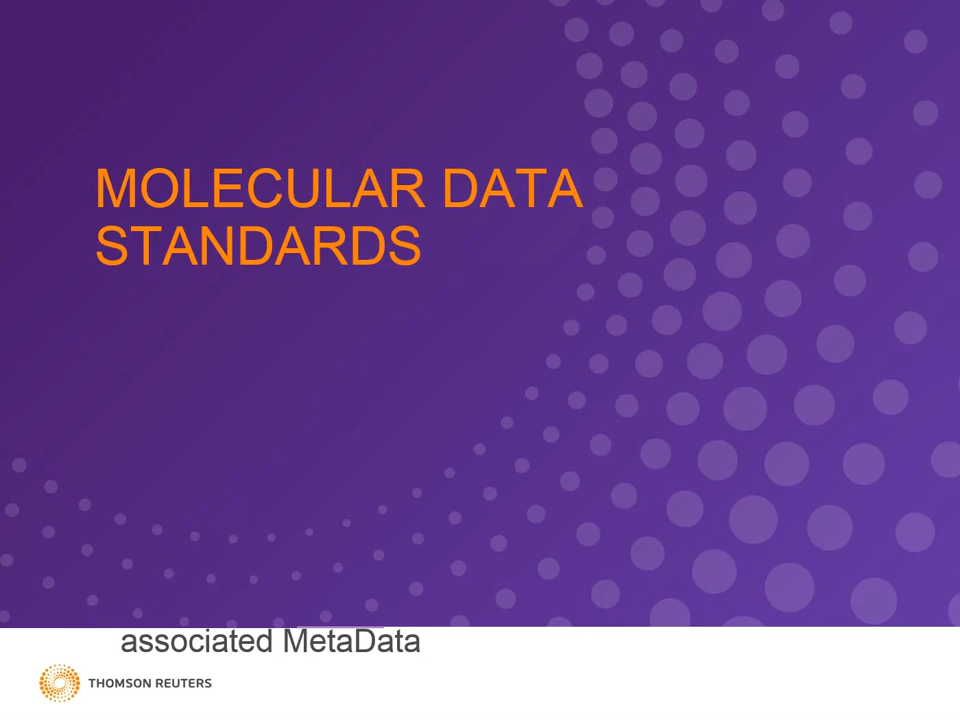 MOLECULAR DATA
STANDARDS
associated MetaData
THOMSON REUTERS